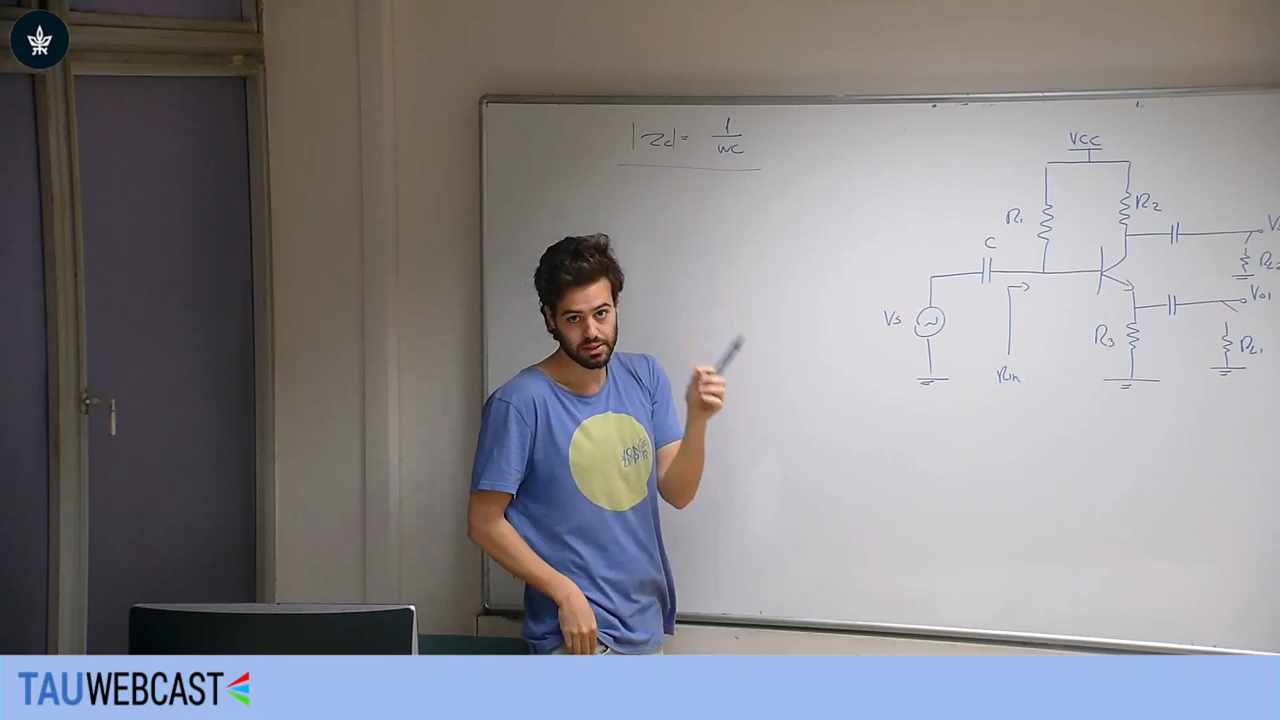 |Zc| = 1/wc
VCC
R1
R2
C
Vs
Rin
R3
Vo1
RL1
TAUWEBCAST